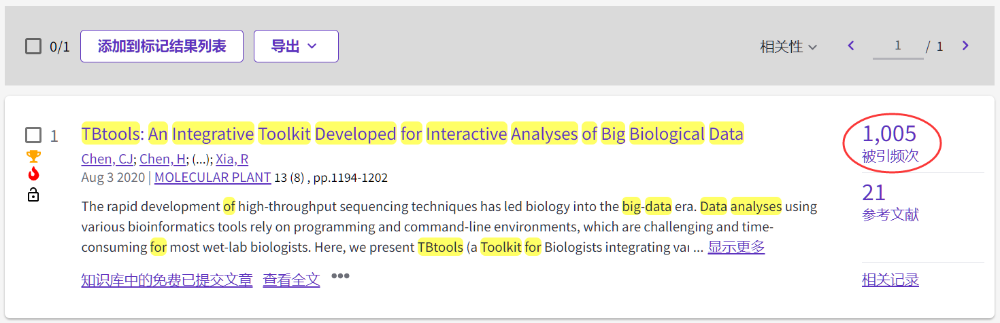 0/1 添加到标记结果列表 导出 相关性 1 / 1
1 TBtools: An Integrative Toolkit Developed for Interactive Analyses of Big Biological Data
Chen, CJ; Chen, H; (...); Xia, R
Aug 3 2020 | MOLECULAR PLANT 13 (8) , pp.1194-1202
The rapid development of high-throughput sequencing techniques has led biology into the big-data era. Data analyses using
various bioinformatics tools rely on programming and command-line environments, which are challenging and time-
consuming for most wet-lab biologists. Here, we present TBtools (a Toolkit for Biologists integrating var ... 显示更多
知识库中的免费已提交文章 查看全文 •••
1,005
被引频次
21
参考文献
相关记录